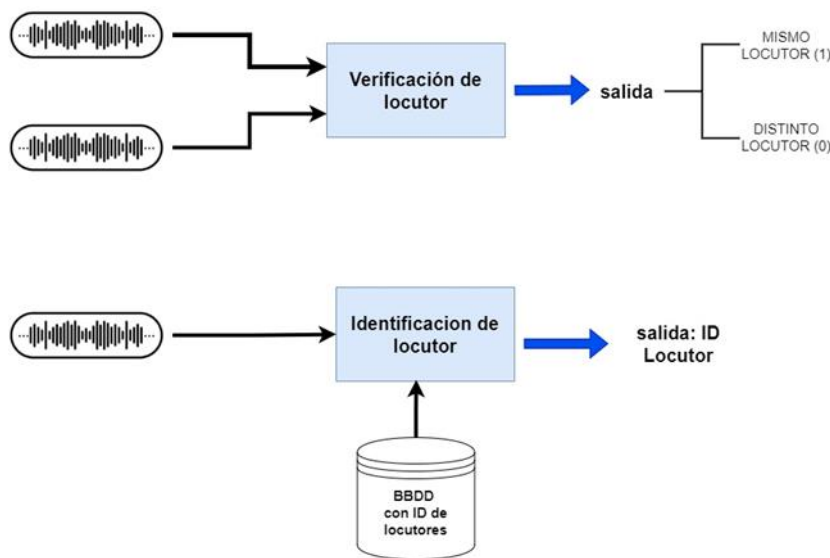 Verificación de
locutor
salida
MISMO
LOCUTOR (1)
DISTINTO
LOCUTOR (0)
Identificacion de
locutor
salida: ID
Locutor
BBDD
con ID de
locutores